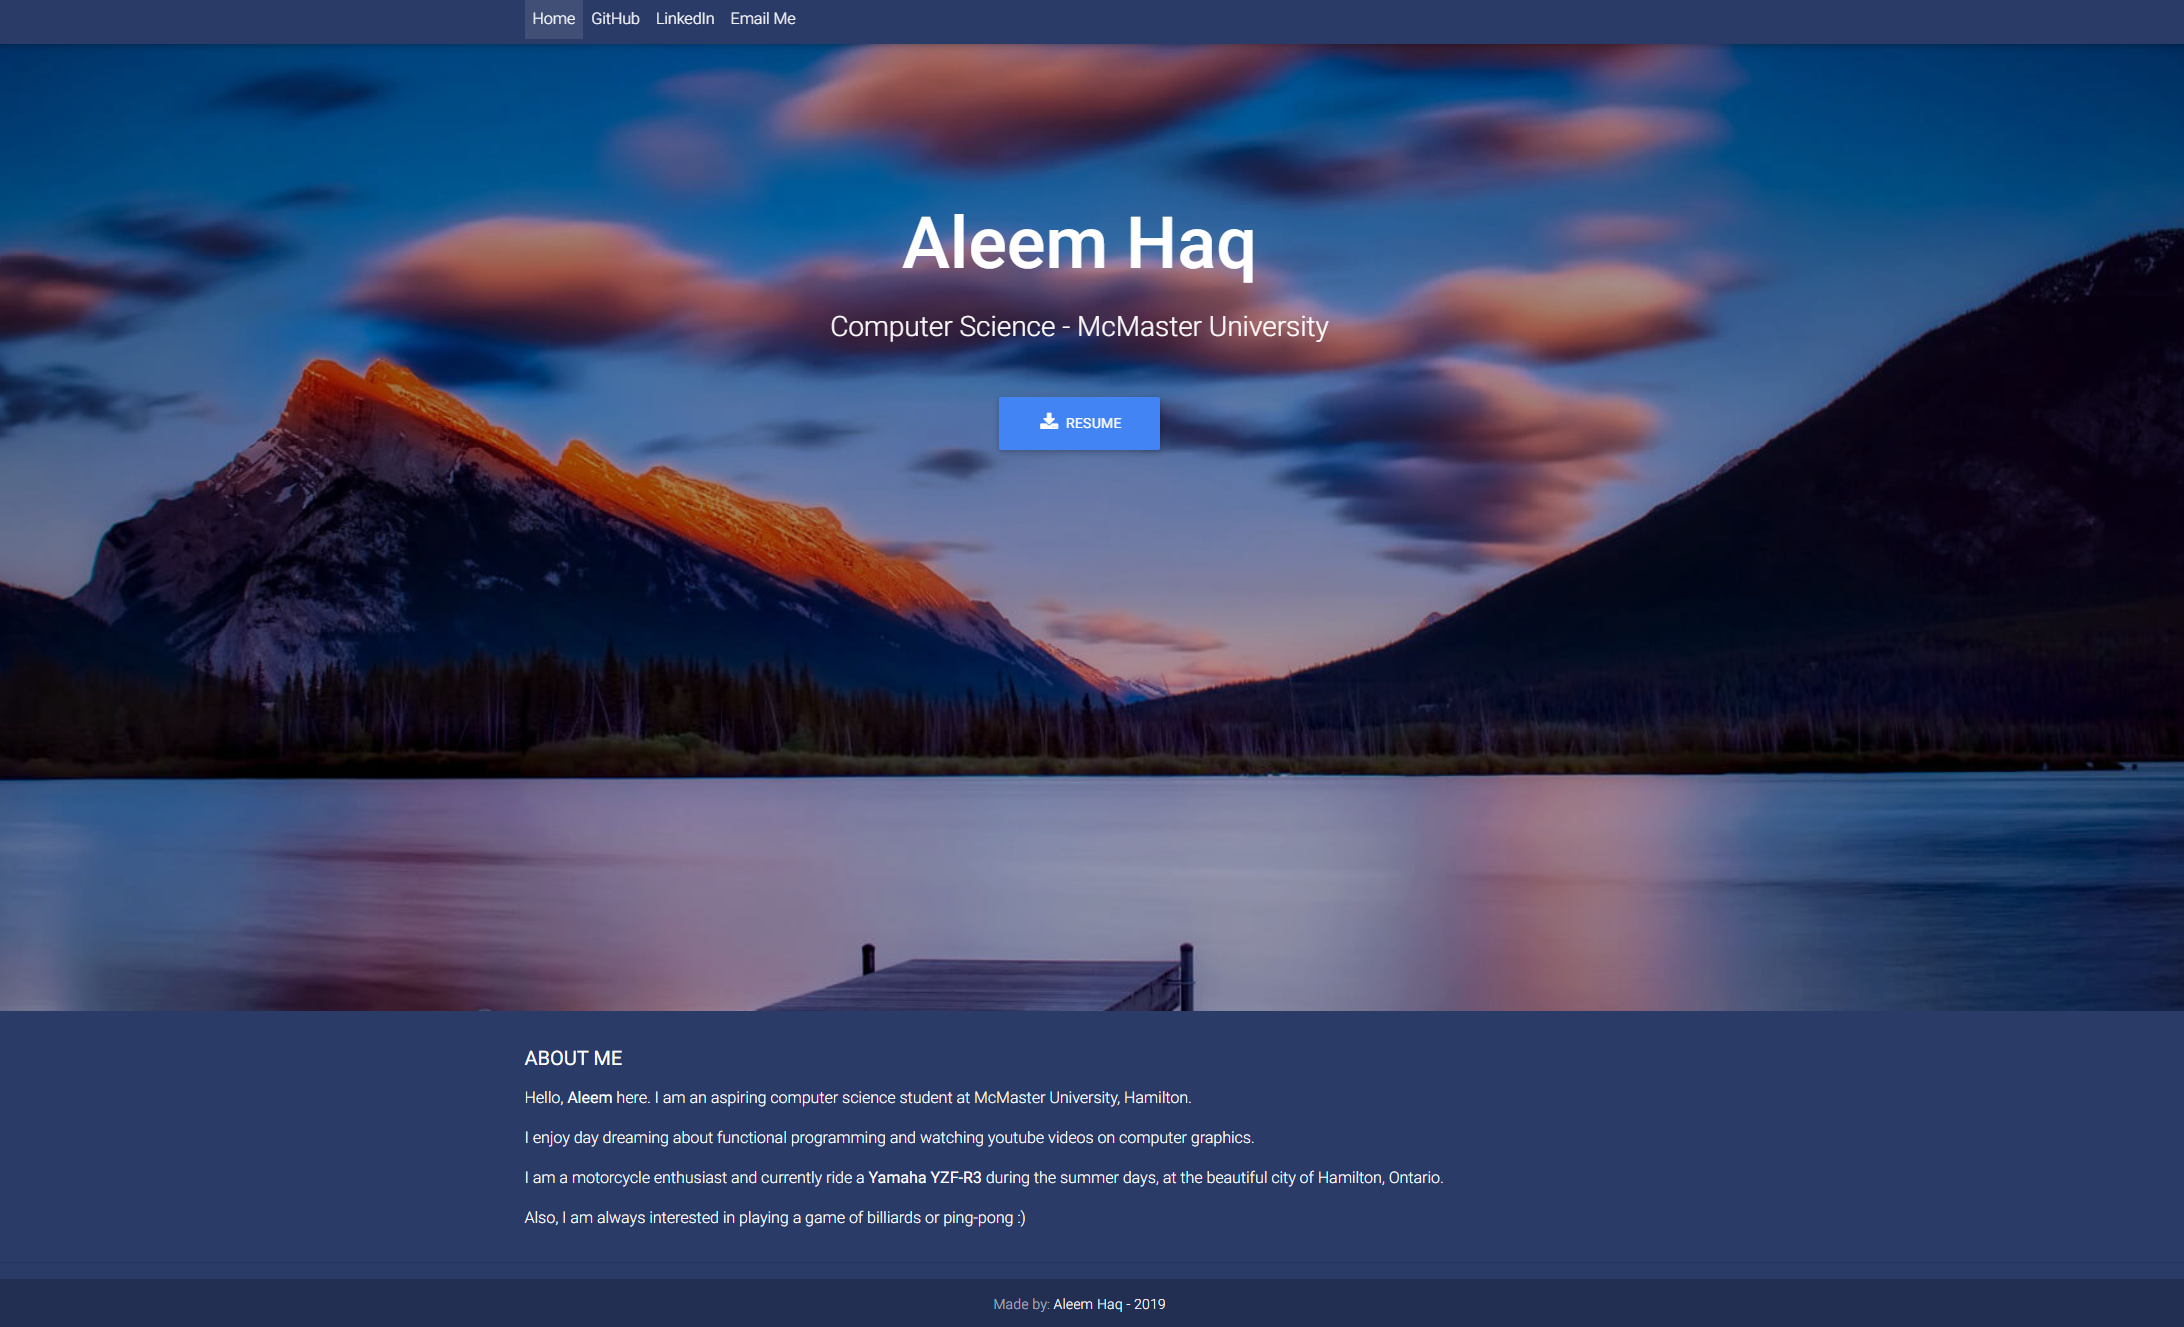 Home GitHub LinkedIn Email Me
Aleem Haq
Computer Science - McMaster University
RESUME
ABOUT ME
Hello, Aleem here. I am an aspiring computer science student at McMaster University, Hamilton.
I enjoy day dreaming about functional programming and watching youtube videos on computer graphics.
I am a motorcycle enthusiast and currently ride a Yamaha YZF-R3 during the summer days, at the beautiful city of Hamilton, Ontario.
Also, I am always interested in playing a game of billiards or ping-pong :)
Made by: Aleem Haq - 2019